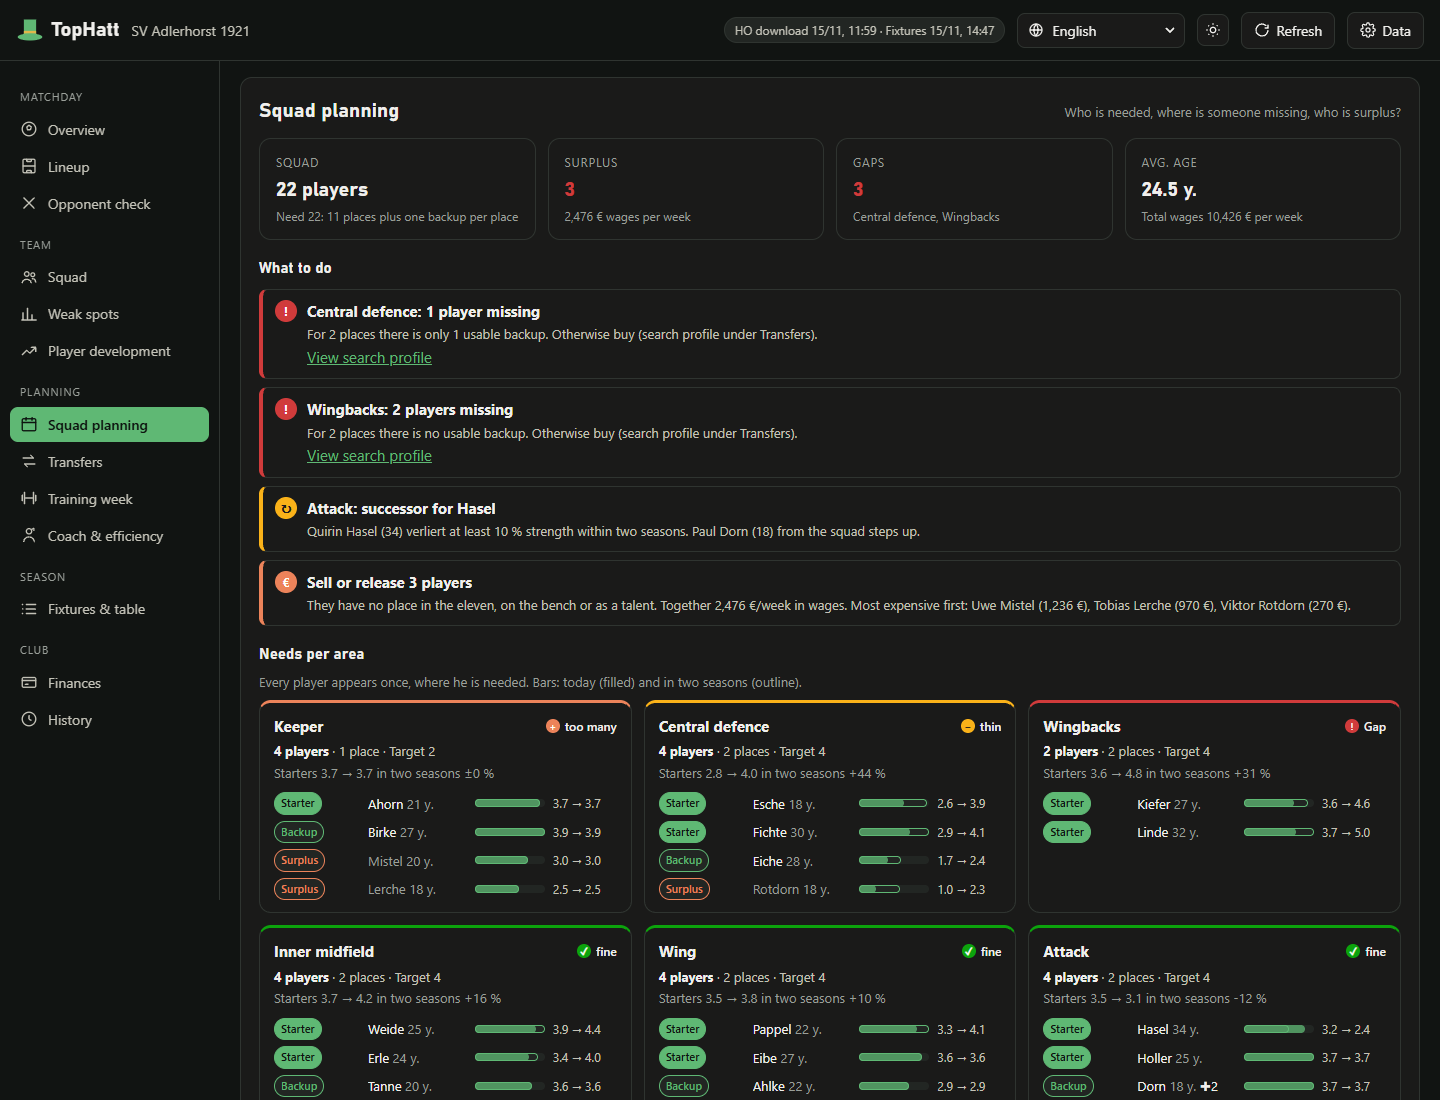 TopHatt SV Adlerhorst 1921
HO download 15/11, 11:59 · Fixtures 15/11, 14:47
English
Refresh
Data
MATCHDAY
Overview
Lineup
Opponent check
TEAM
Squad
Weak spots
Player development
PLANNING
Squad planning
Transfers
Training week
Coach & efficiency
SEASON
Fixtures & table
CLUB
Finances
History
Squad planning
Who is needed, where is someone missing, who is surplus?
SQUAD
22 players
Need 22: 11 places plus one backup per place
SURPLUS
3
2,476 € wages per week
GAPS
3
Central defence, Wingbacks
AVG. AGE
24.5 y.
Total wages 10,426 € per week
What to do
! Central defence: 1 player missing
For 2 places there is only 1 usable backup. Otherwise buy (search profile under Transfers).
View search profile
! Wingbacks: 2 players missing
For 2 places there is no usable backup. Otherwise buy (search profile under Transfers).
View search profile
↻ Attack: successor for Hasel
Quirin Hasel (34) verliert at least 10 % strength within two seasons. Paul Dorn (18) from the squad steps up.
€ Sell or release 3 players
They have no place in the eleven, on the bench or as a talent. Together 2,476 €/week in wages. Most expensive first: Uwe Mistel (1,236 €), Tobias Lerche (970 €), Viktor Rotdorn (270 €).
Needs per area
Every player appears once, where he is needed. Bars: today (filled) and in two seasons (outline).
Keeper + too many
4 players · 1 place · Target 2
Starters 3.7 → 3.7 in two seasons ±0 %
Starter Ahorn 21 y. 3.7 → 3.7
Backup Birke 27 y. 3.9 → 3.9
Surplus Mistel 20 y. 3.0 → 3.0
Surplus Lerche 18 y. 2.5 → 2.5
Central defence − thin
4 players · 2 places · Target 4
Starters 2.8 → 4.0 in two seasons +44 %
Starter Esche 18 y. 2.6 → 3.9
Starter Fichte 30 y. 2.9 → 4.1
Backup Eiche 28 y. 1.7 → 2.4
Surplus Rotdorn 18 y. 1.0 → 2.3
Wingbacks ! Gap
2 players · 2 places · Target 4
Starters 3.6 → 4.8 in two seasons +31 %
Starter Kiefer 27 y. 3.6 → 4.6
Starter Linde 32 y. 3.7 → 5.0
Inner midfield ✓ fine
4 players · 2 places · Target 4
Starters 3.7 → 4.2 in two seasons +16 %
Starter Weide 25 y. 3.9 → 4.4
Starter Erle 24 y. 3.4 → 4.0
Backup Tanne 20 y. 3.6 → 3.6
Wing ✓ fine
4 players · 2 places · Target 4
Starters 3.5 → 3.8 in two seasons +10 %
Starter Pappel 22 y. 3.3 → 4.1
Starter Eibe 27 y. 3.6 → 3.6
Backup Ahlke 22 y. 2.9 → 2.9
Attack ✓ fine
4 players · 2 places · Target 4
Starters 3.5 → 3.1 in two seasons -12 %
Starter Hasel 34 y. 3.2 → 2.4
Starter Holler 25 y. 3.7 → 3.7
Backup Dorn 18 y. ✚2 3.7 → 3.7